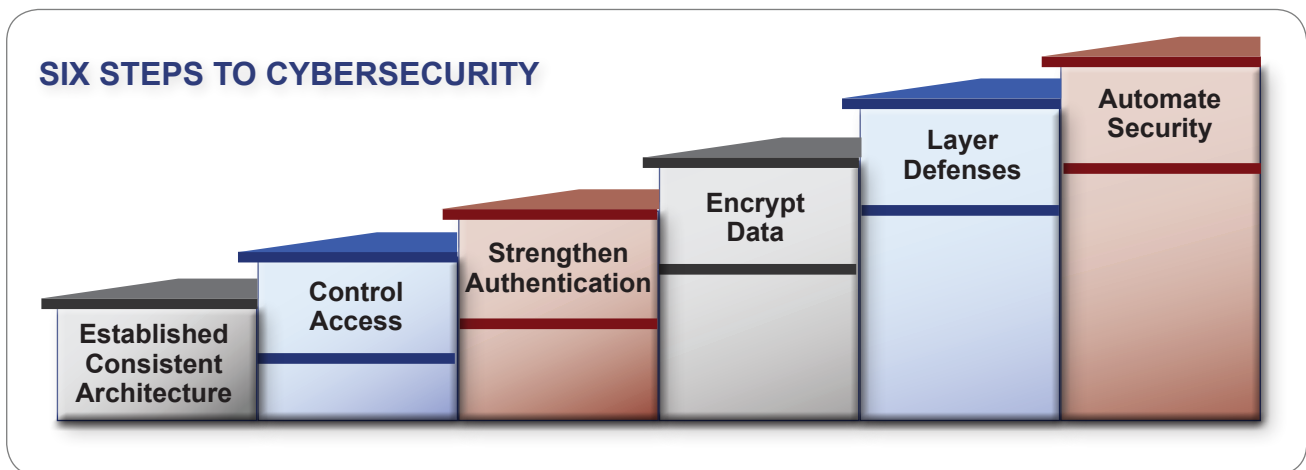 SIX STEPS TO CYBERSECURITY
Established
Consistent
Architecture
Control
Access
Strengthen
Authentication
Encrypt
Data
Layer
Defenses
Automate
Security